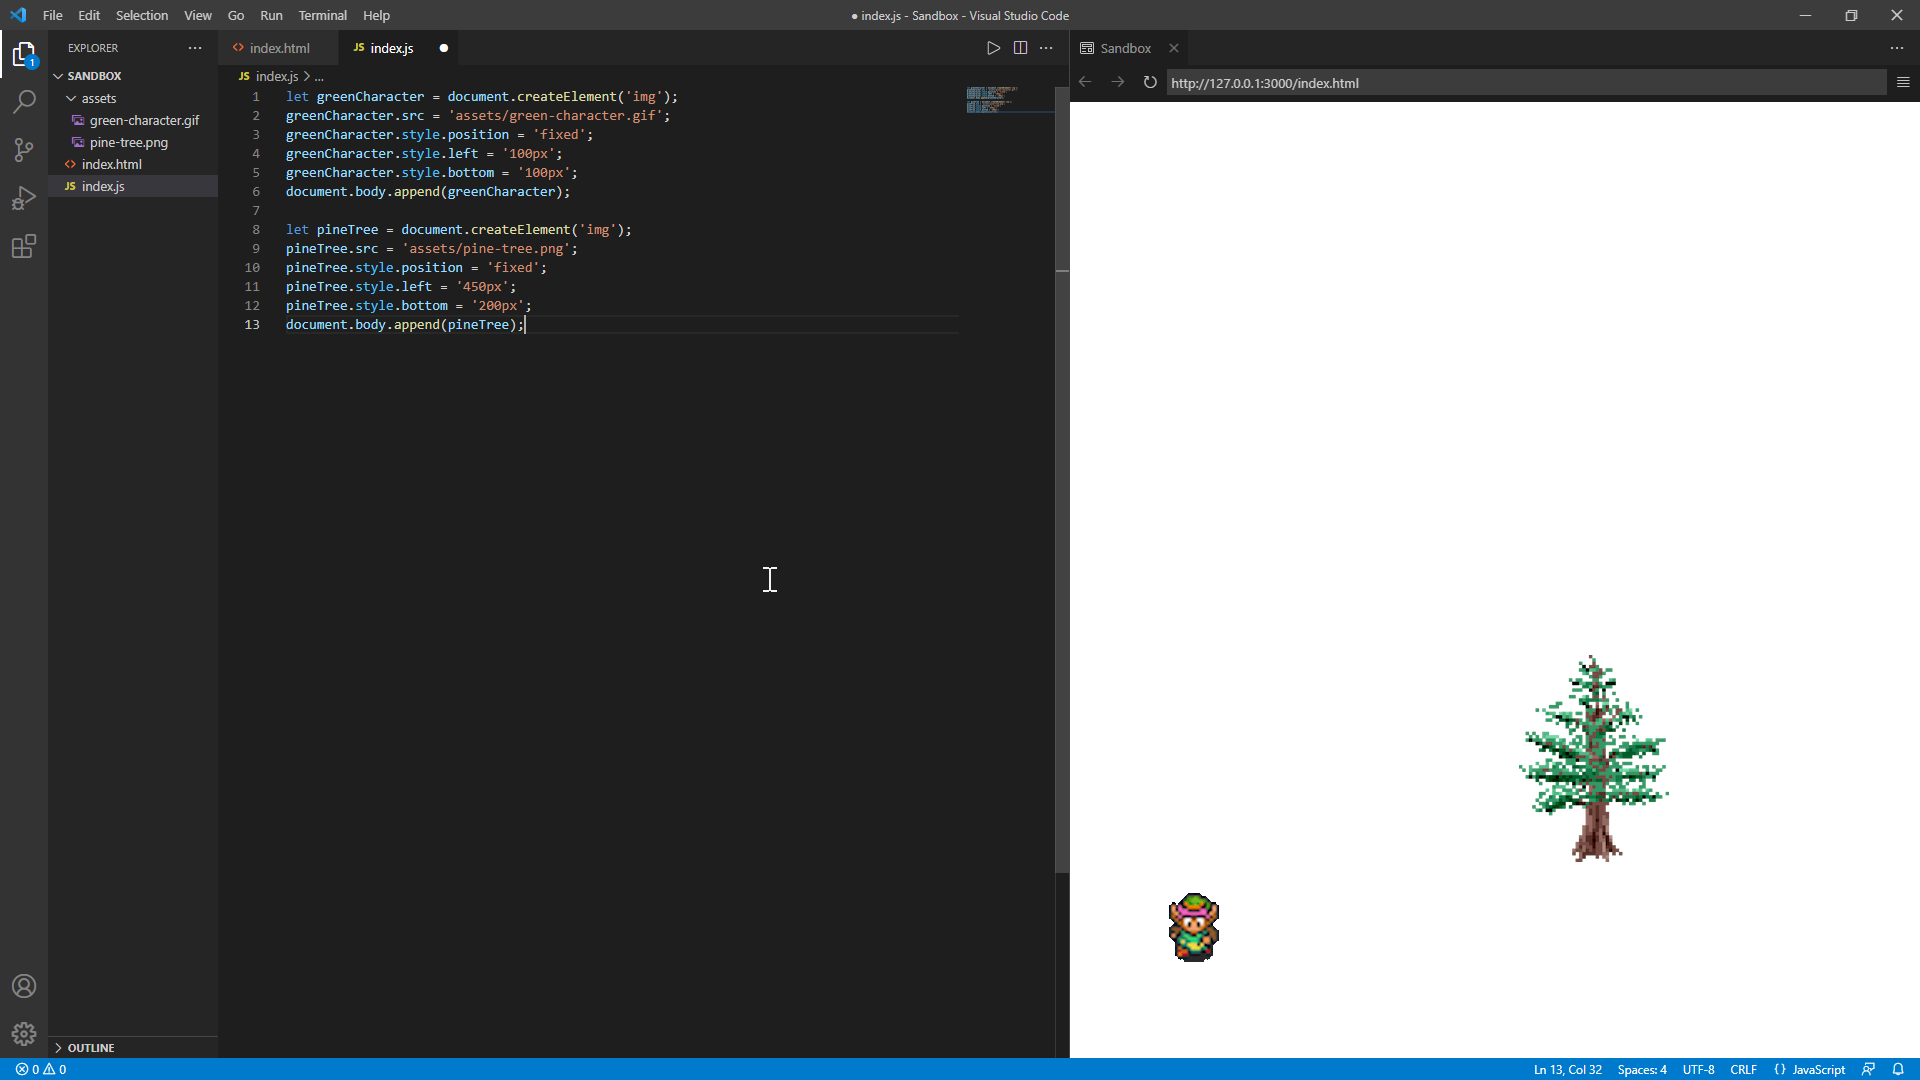 File Edit Selection View Go Run Terminal Help
● index.js - Sandbox - Visual Studio Code
EXPLORER
SANDBOX
assets
green-character.gif
pine-tree.png
index.html
JS index.js
OUTLINE
1
index.html
JS index.js
JS index.js > ...
1 let greenCharacter = document.createElement('img');
2 greenCharacter.src = 'assets/green-character.gif';
3 greenCharacter.style.position = 'fixed';
4 greenCharacter.style.left = '100px';
5 greenCharacter.style.bottom = '100px';
6 document.body.append(greenCharacter);
7
8 let pineTree = document.createElement('img');
9 pineTree.src = 'assets/pine-tree.png';
10 pineTree.style.position = 'fixed';
11 pineTree.style.left = '450px';
12 pineTree.style.bottom = '200px';
13 document.body.append(pineTree);
Sandbox
http://127.0.0.1:3000/index.html
0 0
Ln 13, Col 32 Spaces: 4 UTF-8 CRLF {} JavaScript